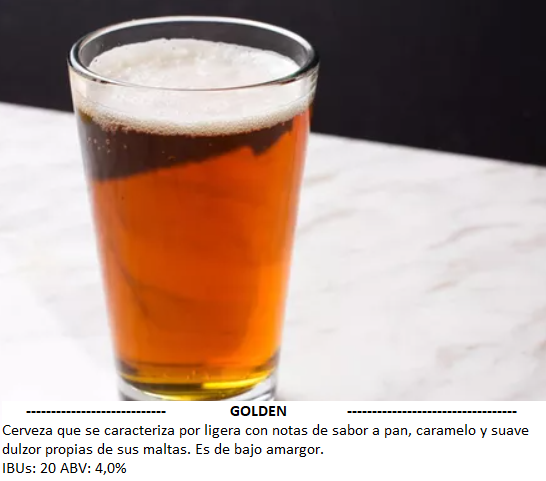 ---------------------------- GOLDEN ----------------------------------
Cerveza que se caracteriza por ligera con notas de sabor a pan, caramelo y suave
dulzor propias de sus maltas. Es de bajo amargor.
IBUs: 20 ABV: 4,0%